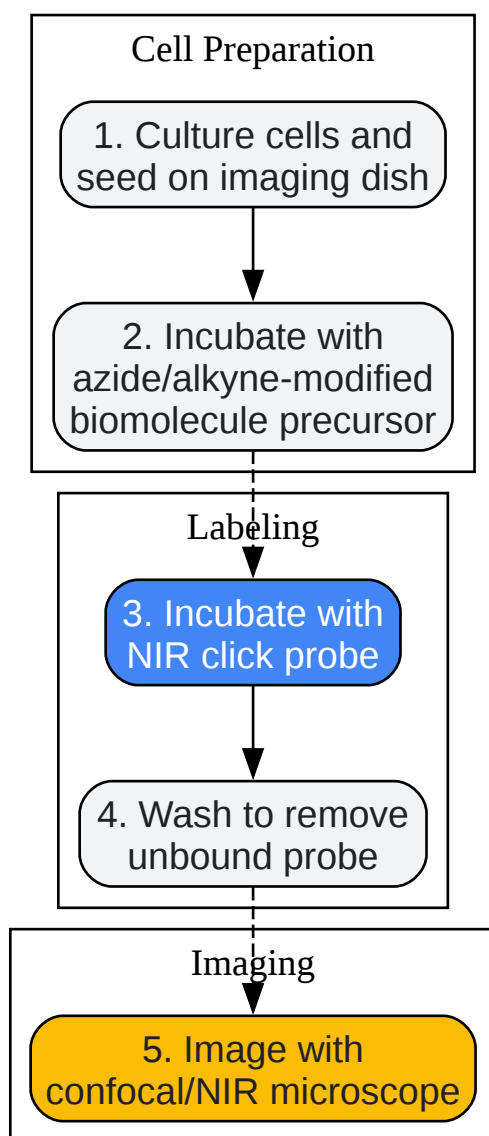 Cell Preparation
1. Culture cells and
seed on imaging dish
2. Incubate with
azide/alkyne-modified
biomolecule precursor
Labeling
3. Incubate with
NIR click probe
4. Wash to remove
unbound probe
Imaging
5. Image with
confocal/NIR microscope